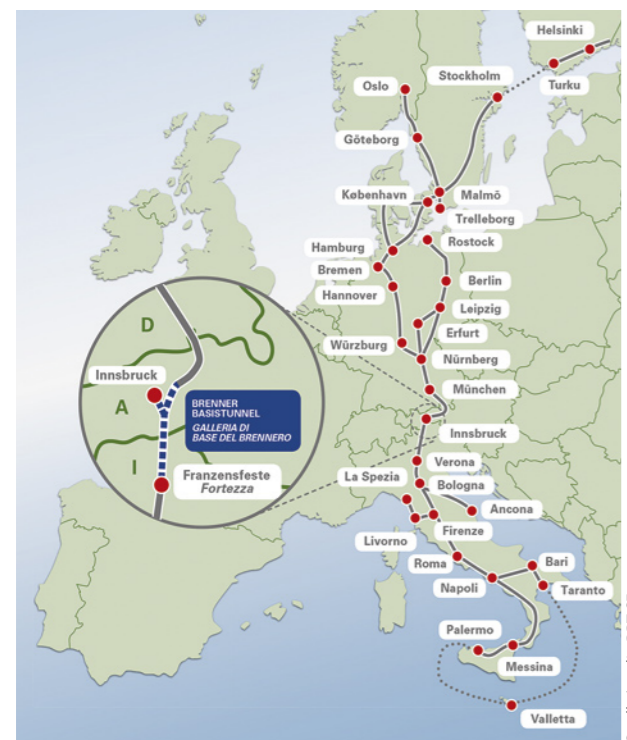 Helsinki
Stockholm
Turku
Oslo
Göteborg
København
Malmö
Trelleborg
Hamburg
Rostock
Bremen
Berlin
Hannover
Leipzig
Erfurt
Würzburg
Nürnberg
München
D
Innsbruck
A
BRENNER
BASISTUNNEL
GALLERIA DI
BASE DEL BRENNERO
I
Franzensfeste
Fortezza
Innsbruck
Verona
La Spezia
Bologna
Ancona
Livorno
Firenze
Roma
Bari
Napoli
Taranto
Palermo
Messina
Valletta